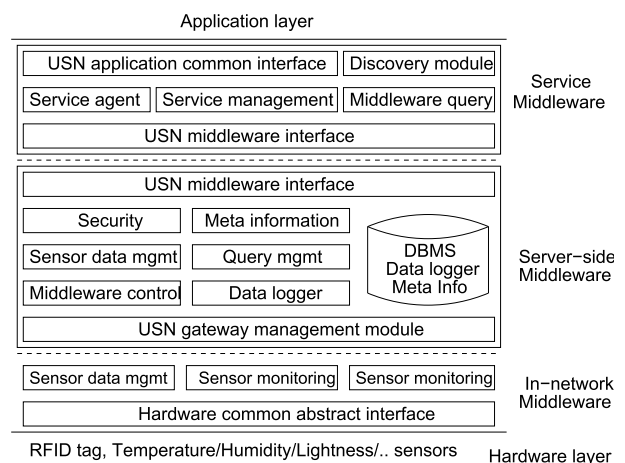 Application layer
USN application common interface
Discovery module
Service agent
Service management
Middleware query
USN middleware interface
Service
Middleware
USN middleware interface
Security
Meta information
Sensor data mgmt
Query mgmt
Middleware control
Data logger
DBMS
Data logger
Meta Info
USN gateway management module
Server-side
Middleware
Sensor data mgmt
Sensor monitoring
Sensor monitoring
Hardware common abstract interface
In-network
Middleware
RFID tag, Temperature/Humidity/Lightness/.. sensors
Hardware layer